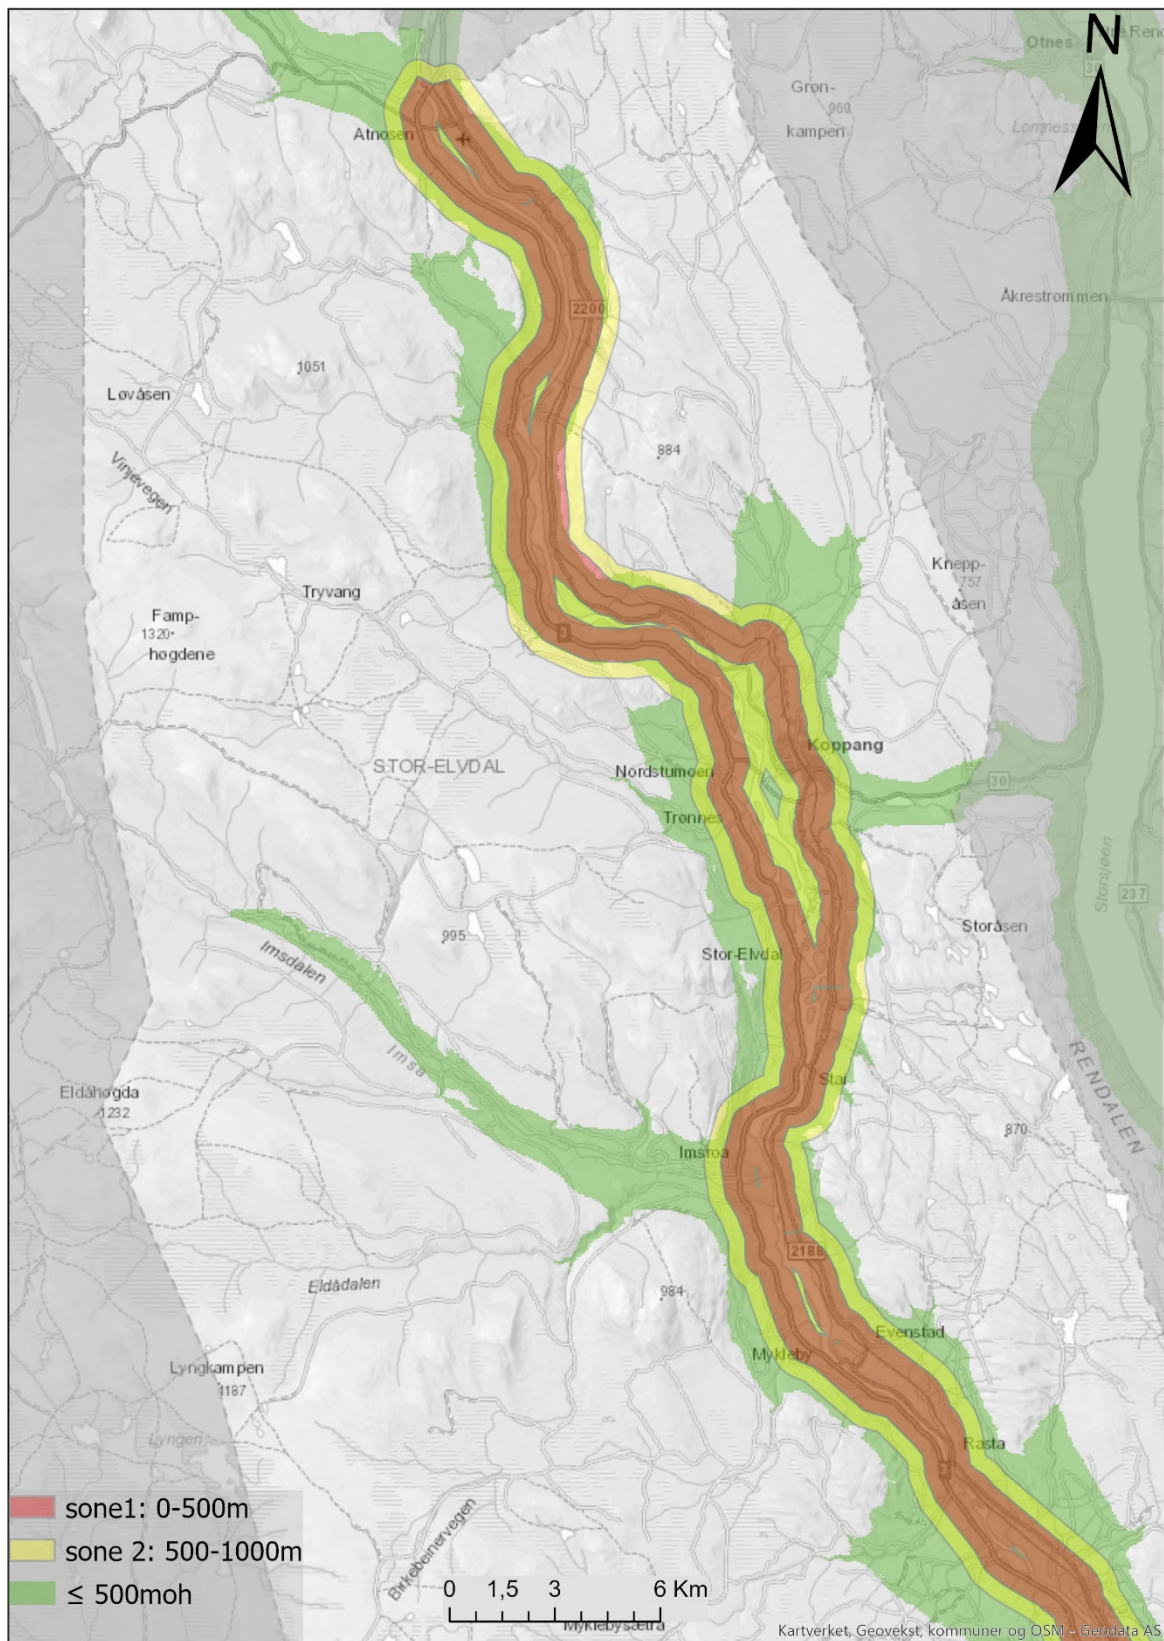 N
Otnes
Grøn-
969
kampen
Atnosen
Åkrestrømmen
2200
1051
Løvåsen
884
Vinjevegen
Knepp-
757
åsen
Tryvang
Famp-
1320
høgdene
3
Koppang
STOR-ELVDAL
Nordstumoen
30
Trønnes
Storsjøen
237
Storåsen
995
Stor-Elvdal
Imsdalen
Imsa
RENDALEN
Stai
Eldåhøgda
1232
870
Imsroa
2188
Eldådalen
984
Evenstad
Mykleby
Lyngkampen
1187
Lyngen
Rasta
3
sone1: 0-500m
sone 2: 500-1000m
≤ 500moh
Birkebeinervegen
0 1,5 3 6 Km
Myklebysætra
Kartverket, Geovekst, kommuner og OSM - Geodata AS